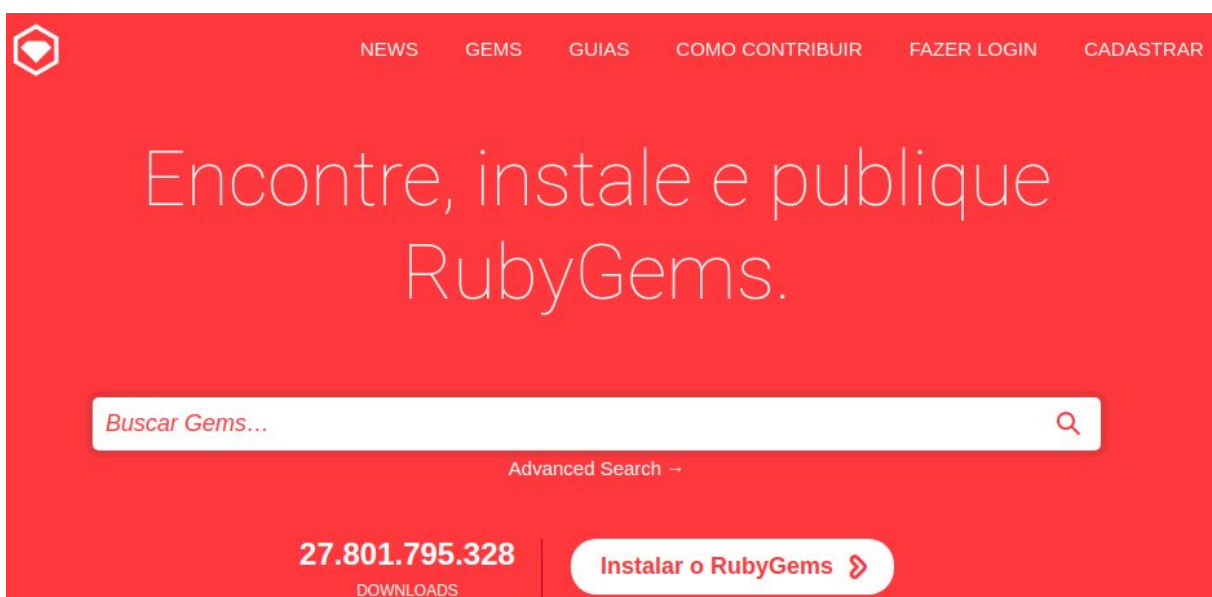 NEWS GEMS GUIAS COMO CONTRIBUIR FAZER LOGIN CADASTRAR
Encontre, instale e publique
RubyGems.
Buscar Gems…
Advanced Search →
27.801.795.328
DOWNLOADS
Instalar o RubyGems